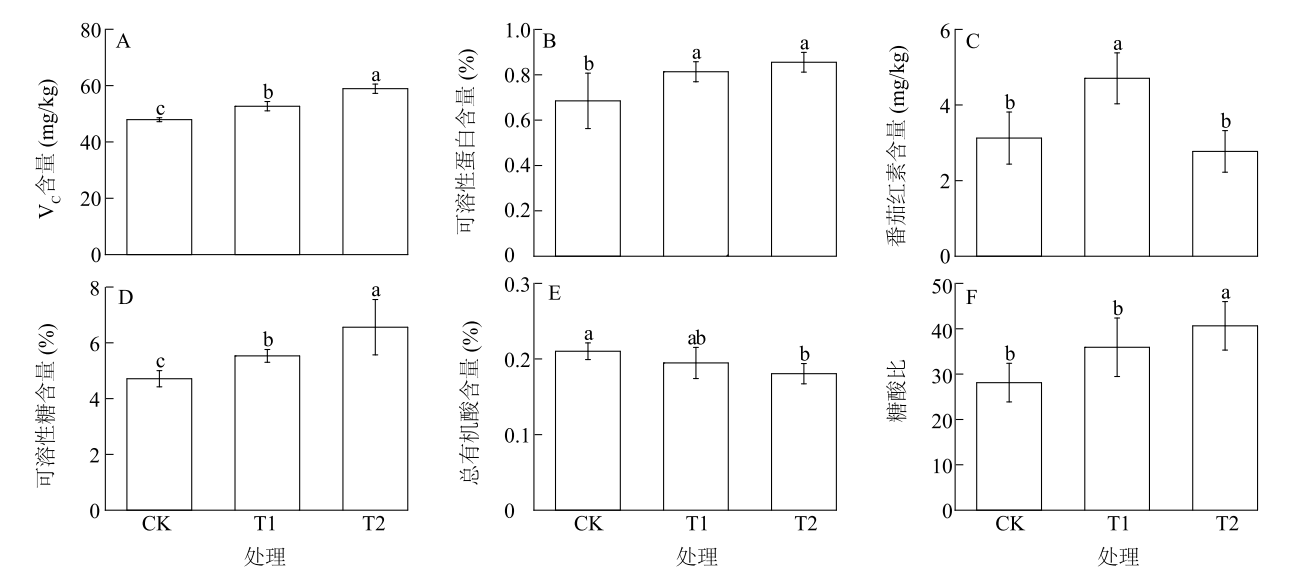 A
V_C含量 (mg/kg)
80
60
40
20
0
c
b
a
B
可溶性蛋白含量 (%)
1.0
0.8
0.6
0.4
0.2
0
b
a
a
C
番茄红素含量 (mg/kg)
6
4
2
0
b
a
b
D
可溶性糖含量 (%)
8
6
4
2
0
c
b
a
CK T1 T2
处理
E
总有机酸含量 (%)
0.3
0.2
0.1
0
a
ab
b
CK T1 T2
处理
F
糖酸比
50
40
30
20
10
0
b
b
a
CK T1 T2
处理